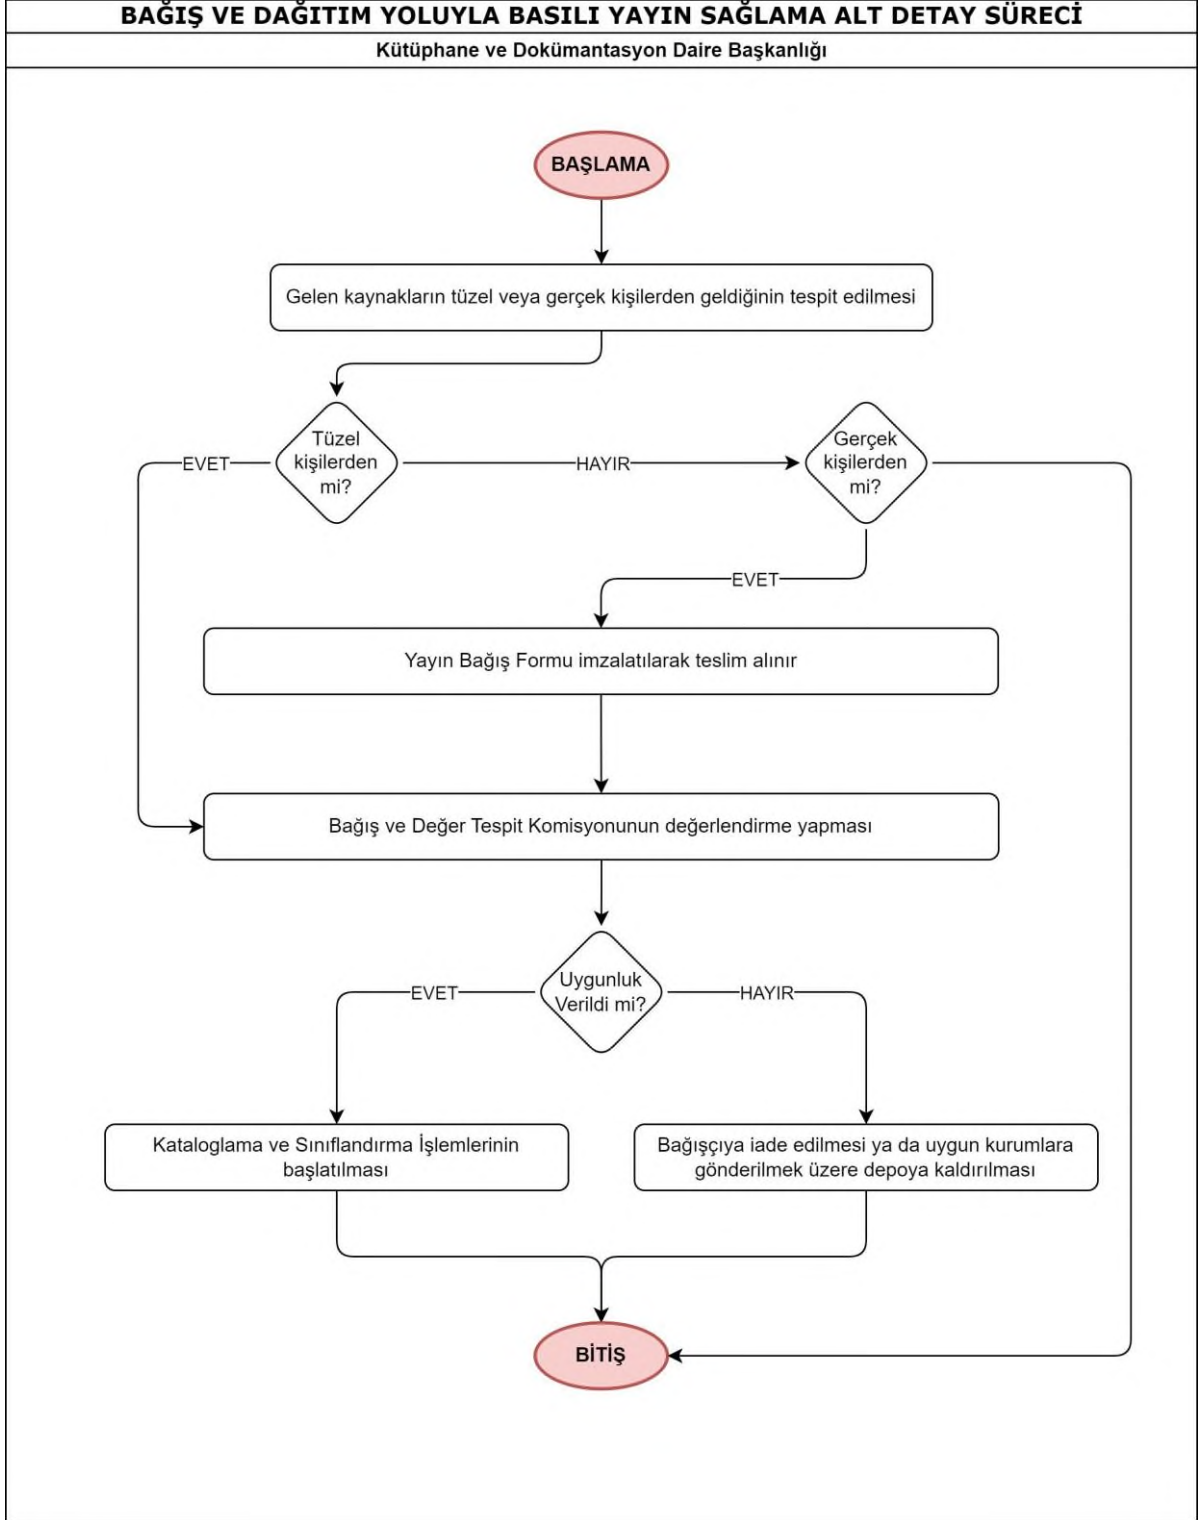 BAĞIŞ VE DAĞITIM YOLUYLA BASILI YAYIN SAĞLAMA ALT DETAY SÜRECİ
Kütüphane ve Dokümantasyon Daire Başkanlığı
BAŞLAMA
Gelen kaynakların tüzel veya gerçek kişilerden geldiğinin tespit edilmesi
Tüzel
kişilerden
mi?
EVET
HAYIR
Gerçek
kişilerden
mi?
EVET
Yayın Bağış Formu imzalatılarak teslim alınır
Bağış ve Değer Tespit Komisyonunun değerlendirme yapması
Uygunluk
Verildi mi?
EVET
HAYIR
Kataloglama ve Sınıflandırma İşlemlerinin
başlatılması
Bağışçıya iade edilmesi ya da uygun kurumlara
gönderilmek üzere depoya kaldırılması
BİTİŞ